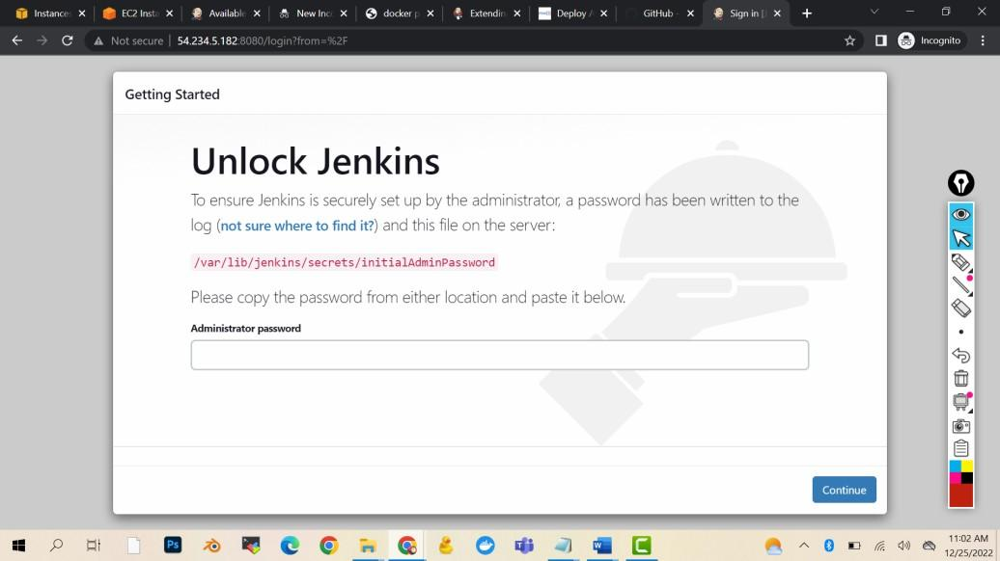 Instances
EC2 Insta
Available
New Inc
docker p
Extendin
Deploy
GitHub
Sign in [
Not secure
54.234.5.182:8080/login?from=%2F
Incognito
Getting Started
Unlock Jenkins
To ensure Jenkins is securely set up by the administrator, a password has been written to the
log (not sure where to find it?) and this file on the server:
/var/lib/jenkins/secrets/initialAdminPassword
Please copy the password from either location and paste it below.
Administrator password
Continue
Ps
11:02 AM
12/25/2022